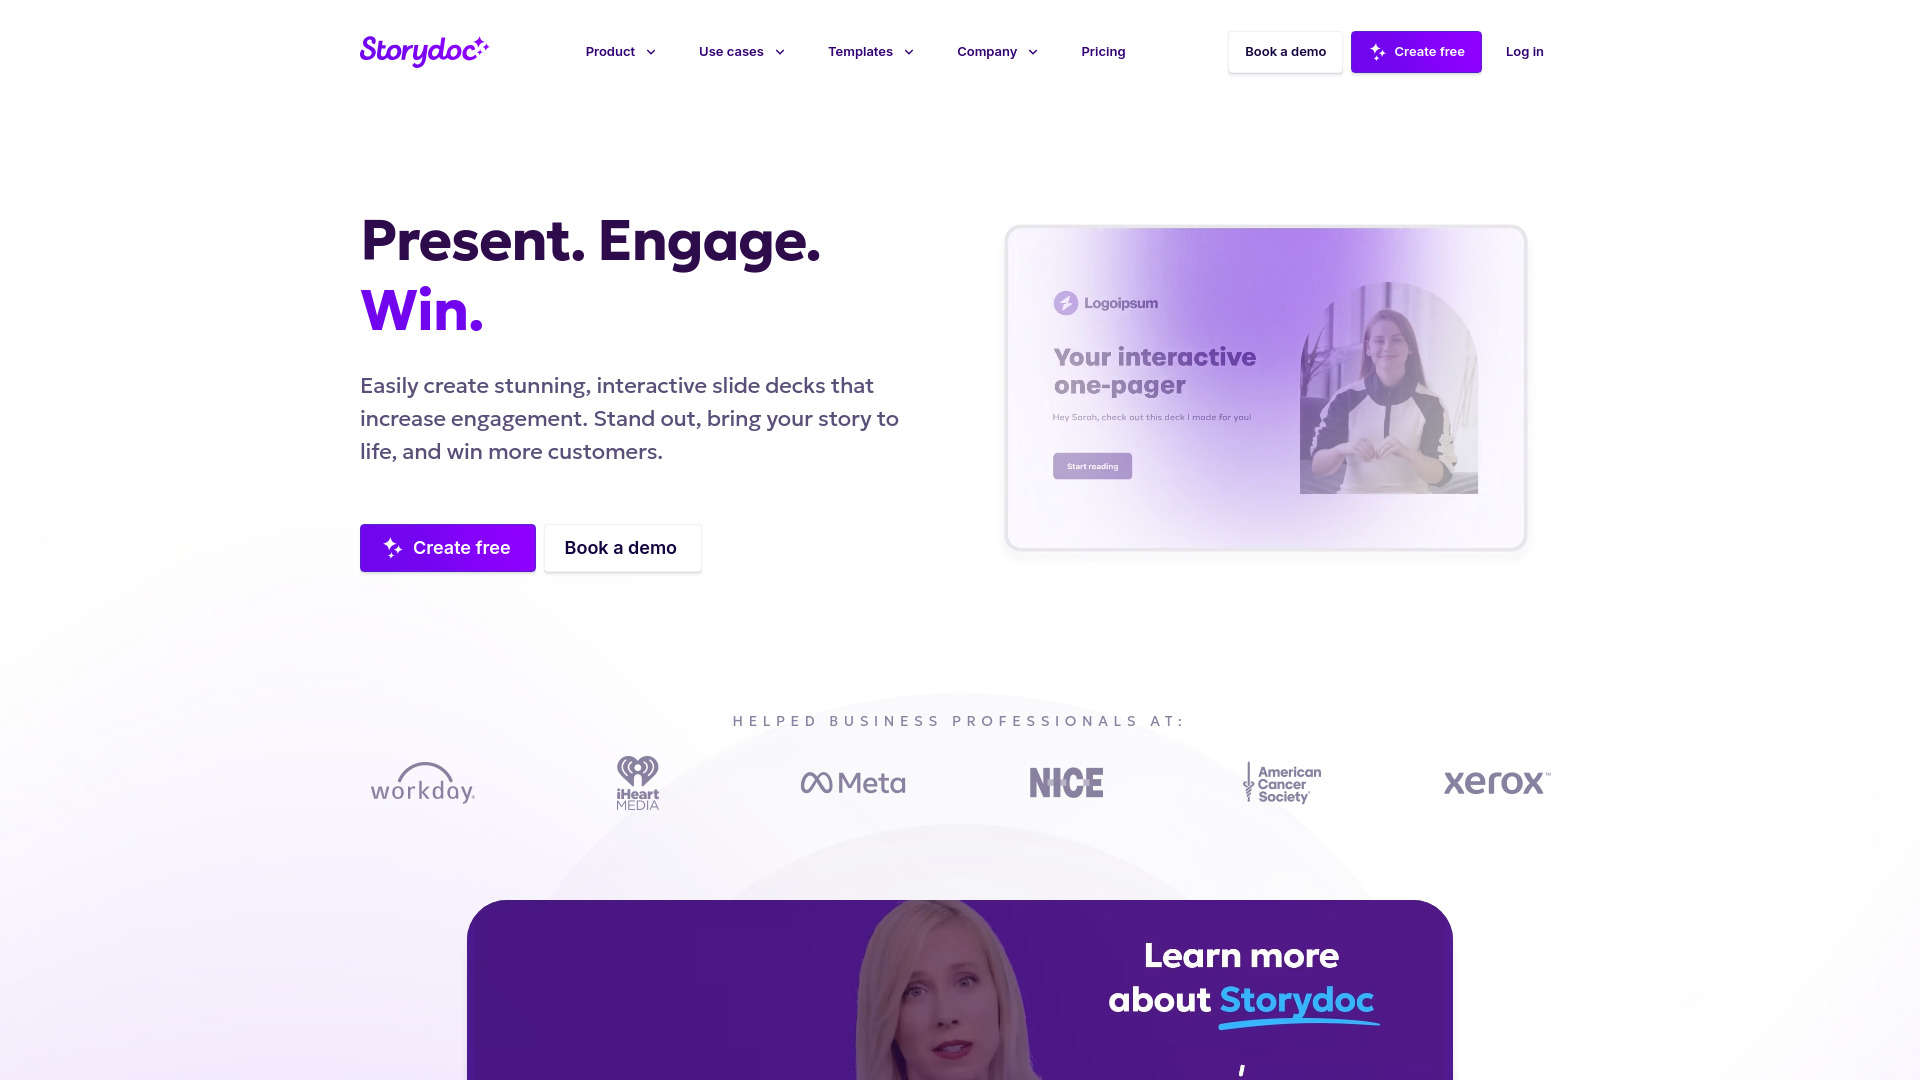 Storydoc
Product
Use cases
Templates
Company
Pricing
Book a demo
Create free
Log in
Present. Engage.
Win.
Easily create stunning, interactive slide decks that
increase engagement. Stand out, bring your story to
life, and win more customers.
Create free
Book a demo
Logoipsum
Your interactive
one-pager
Hey Sarah, check out this deck I made for you!
Start reading
HELPED BUSINESS PROFESSIONALS AT:
workday.
iHeart
MEDIA
Meta
NICE
American
Cancer
Society
xerox™
Learn more
about Storydoc